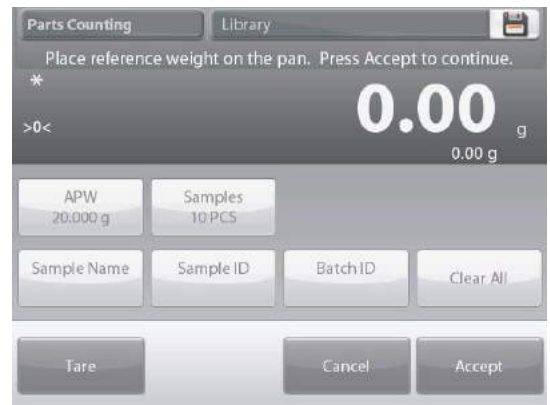 Parts Counting
Library
Place reference weight on the pan. Press Accept to continue.
*
>0<
0.00 g
0.00 g
APW
20.000 g
Samples
10 PCS
Sample Name
Sample ID
Batch ID
Clear All
Tare
Cancel
Accept